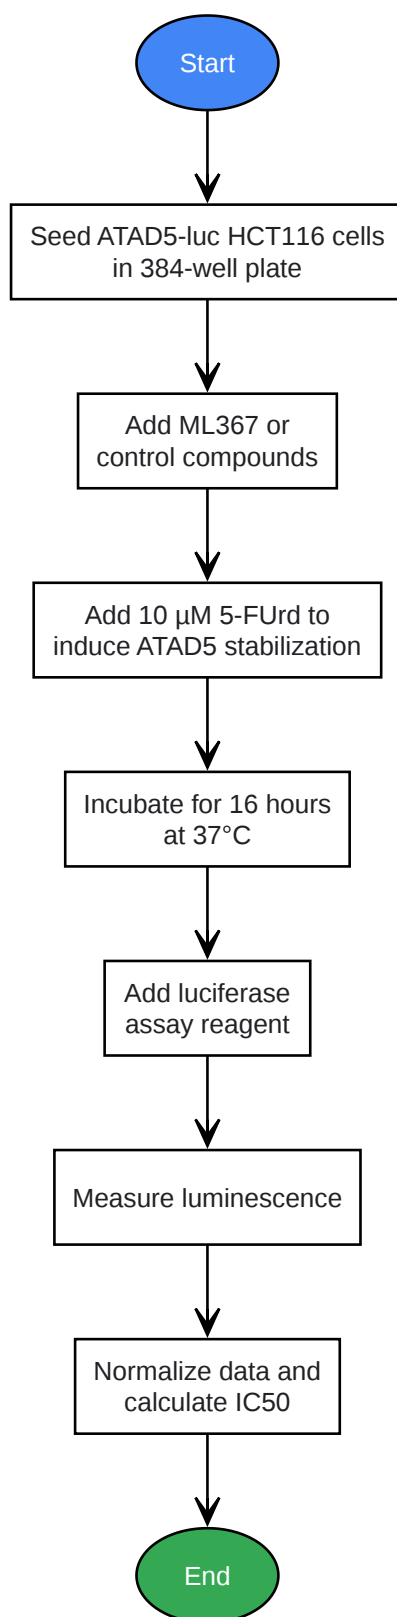 Start
Seed ATAD5-luc HCT116 cells
in 384-well plate
Add ML367 or
control compounds
Add 10 µM 5-FUrd to
induce ATAD5 stabilization
Incubate for 16 hours
at 37°C
Add luciferase
assay reagent
Measure luminescence
Normalize data and
calculate IC50
End